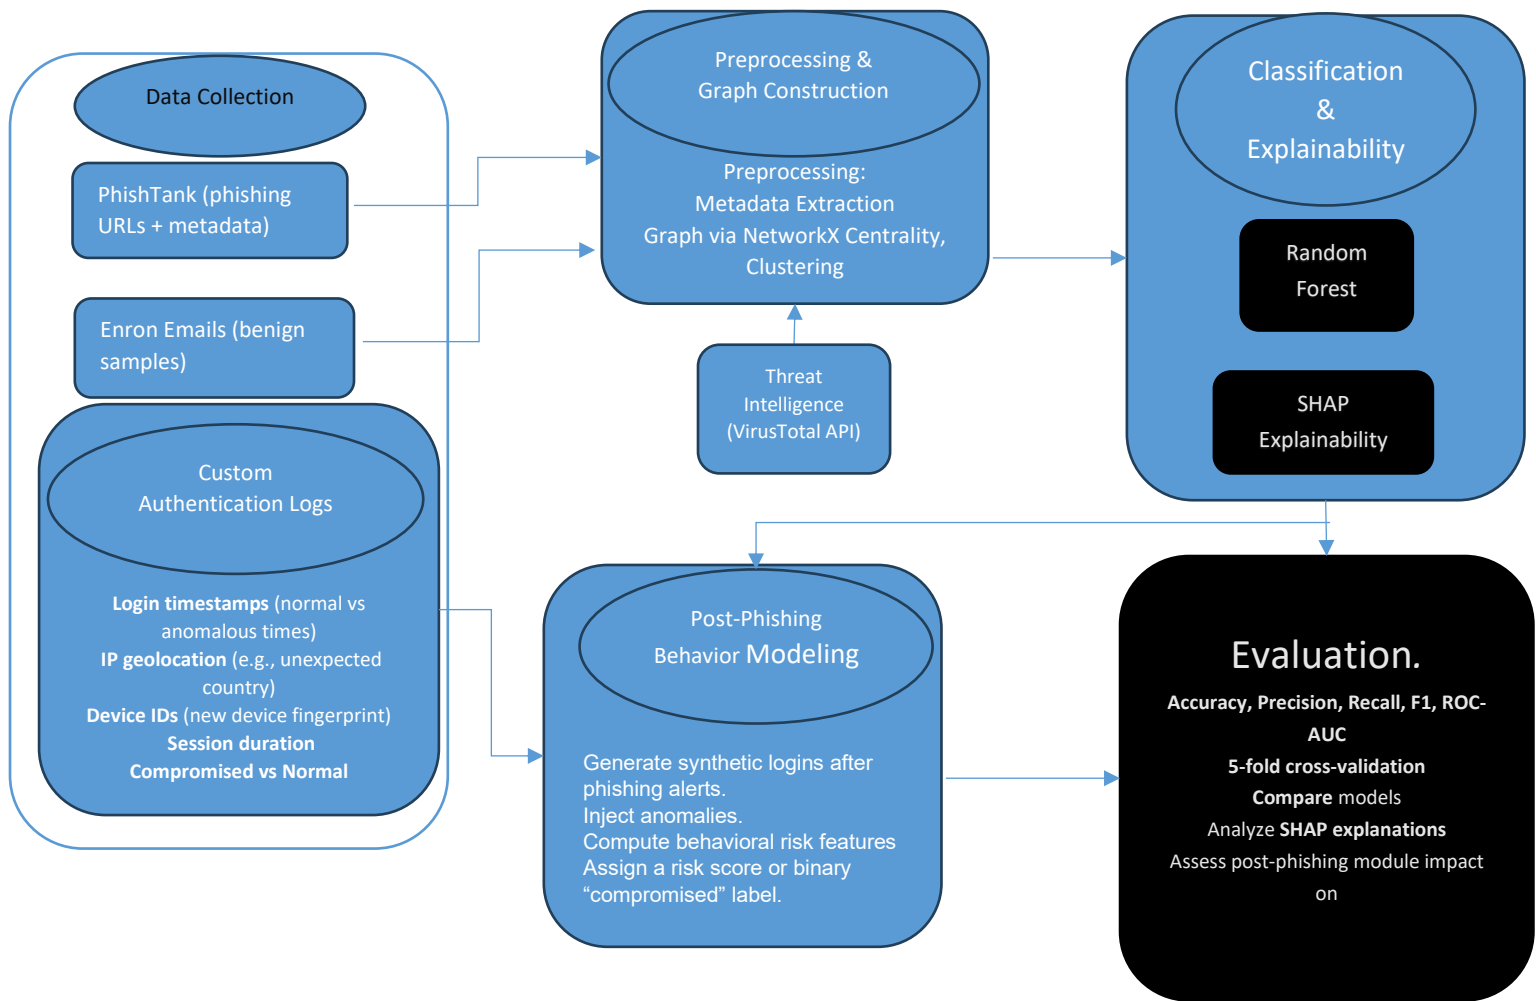 Data Collection
PhishTank (phishing
URLs + metadata)
Enron Emails (benign
samples)
Custom
Authentication Logs
Login timestamps (normal vs
anomalous times)
IP geolocation (e.g., unexpected
country)
Device IDs (new device fingerprint)
Session duration
Compromised vs Normal
Preprocessing &
Graph Construction
Preprocessing:
Metadata Extraction
Graph via NetworkX Centrality,
Clustering
Threat
Intelligence
(VirusTotal API)
Classification
&
Explainability
Random
Forest
SHAP
Explainability
Post-Phishing
Behavior Modeling
Generate synthetic logins after
phishing alerts.
Inject anomalies.
Compute behavioral risk features
Assign a risk score or binary
“compromised” label.
Evaluation.
Accuracy, Precision, Recall, F1, ROC-
AUC
5-fold cross-validation
Compare models
Analyze SHAP explanations
Assess post-phishing module impact
on